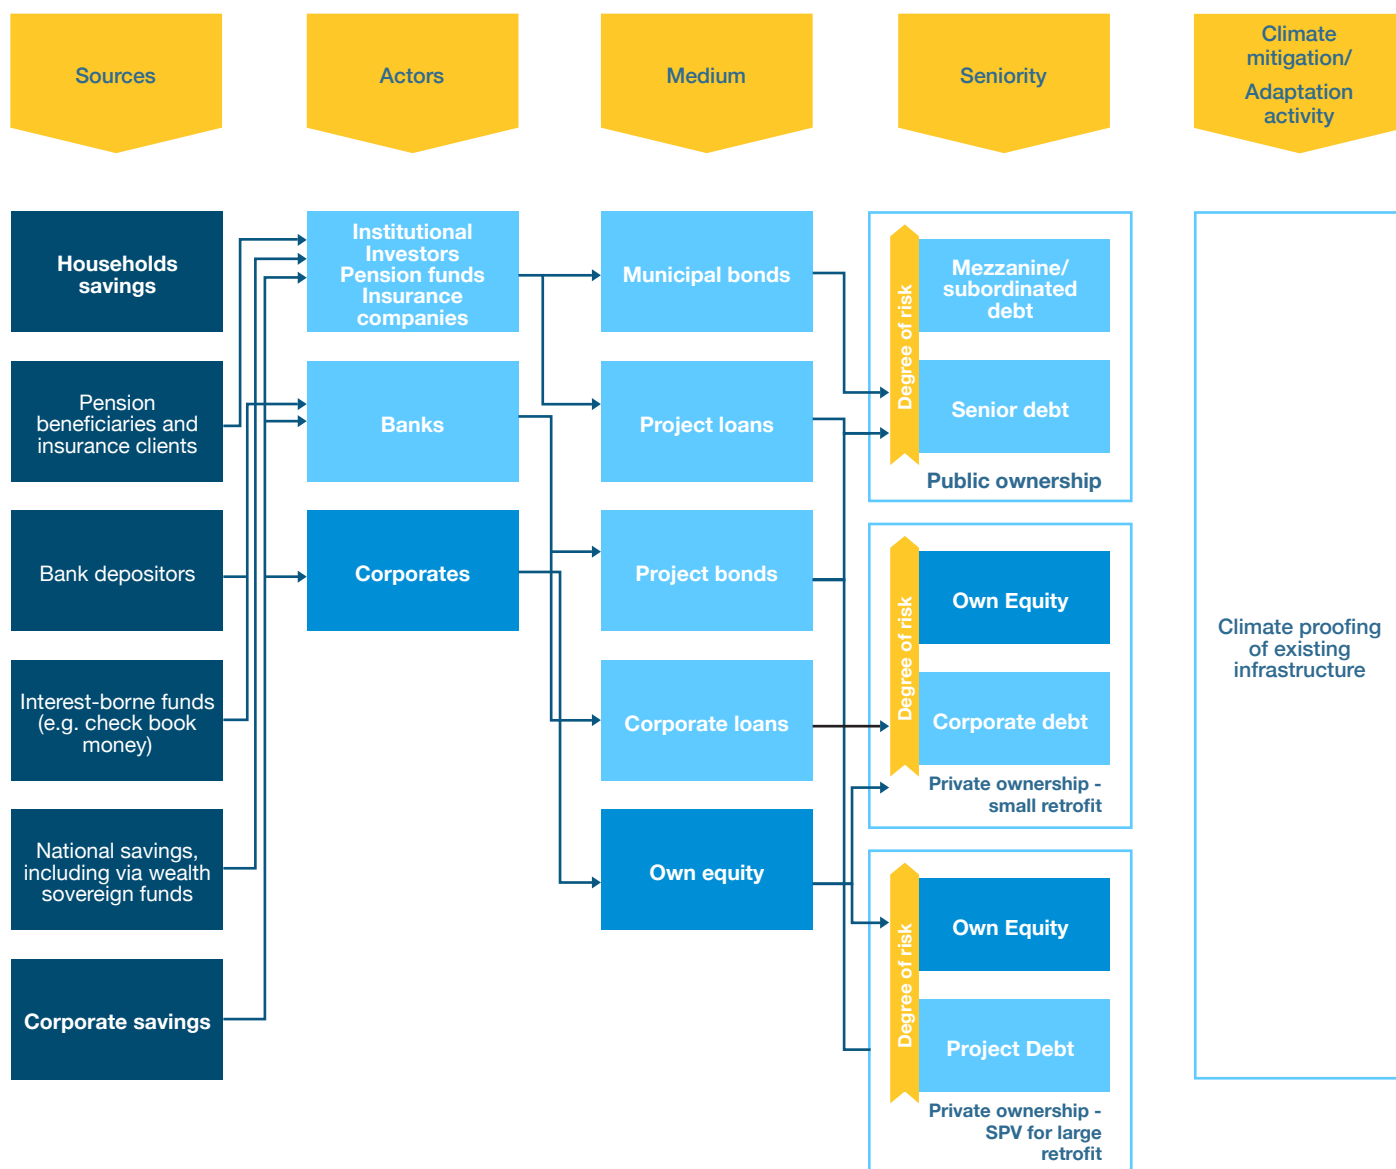 Sources
Actors
Medium
Seniority
Climate
mitigation/
Adaptation
activity
Households
savings
Pension
beneficiaries and
insurance clients
Bank depositors
Interest-borne funds
(e.g. check book
money)
National savings,
including via wealth
sovereign funds
Corporate savings
Institutional
Investors
Pension funds
Insurance
companies
Banks
Corporates
Municipal bonds
Project loans
Project bonds
Corporate loans
Own equity
Degree of risk
Mezzanine/
subordinated
debt
Senior debt
Public ownership
Degree of risk
Own Equity
Corporate debt
Private ownership -
small retrofit
Degree of risk
Own Equity
Project Debt
Private ownership -
SPV for large
retrofit
Climate proofing
of existing
infrastructure